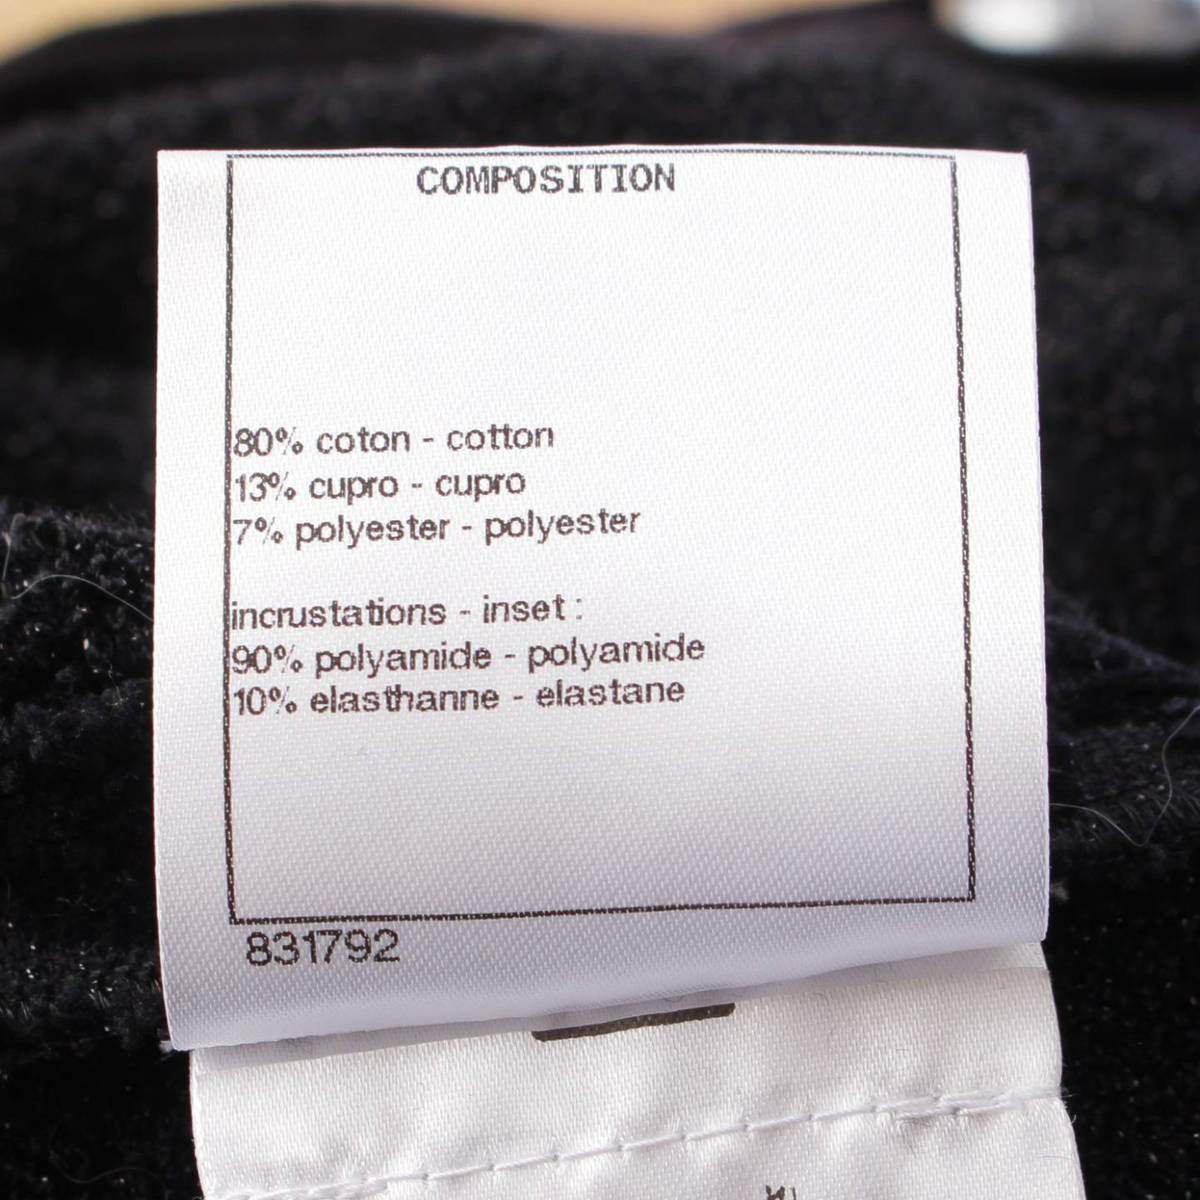 COMPOSITION
80% coton - cotton
13% cupro - cupro
7% polyester - polyester
incrustations - inset :
90% polyamide - polyamide
10% elasthanne - elastane
831792